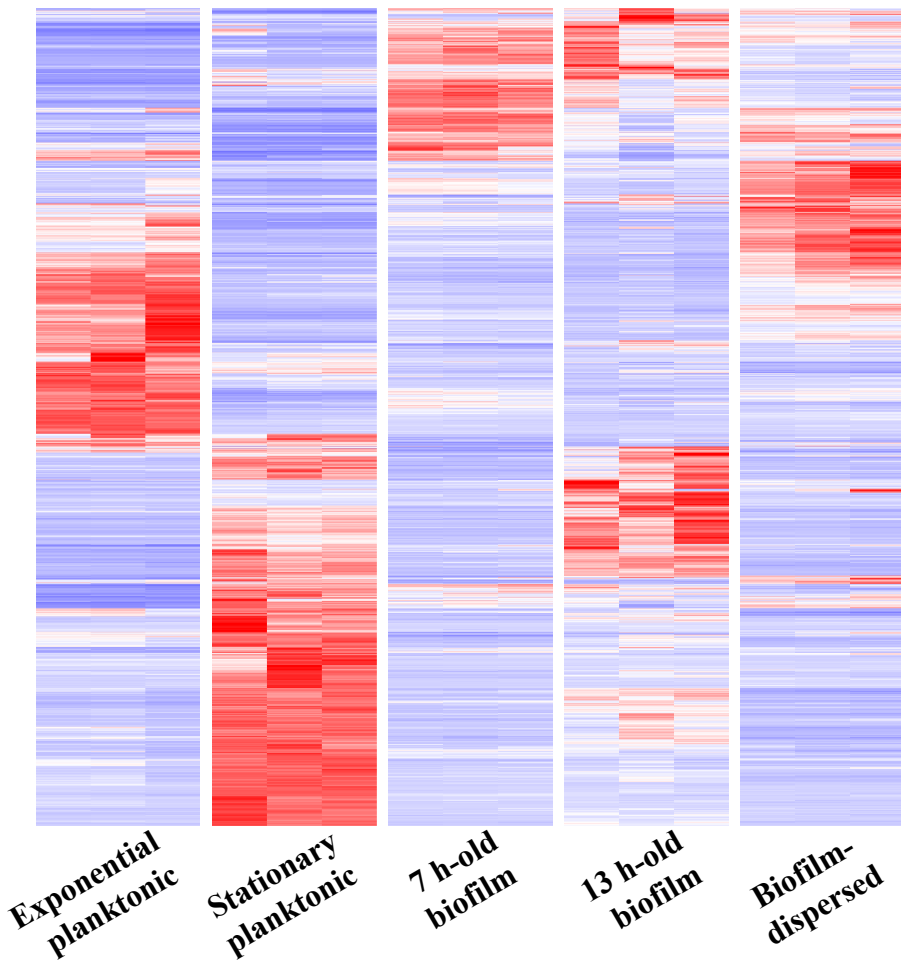 Exponential
planktonic
Stationary
planktonic
7 h-old
biofilm
13 h-old
biofilm
Biofilm-
dispersed